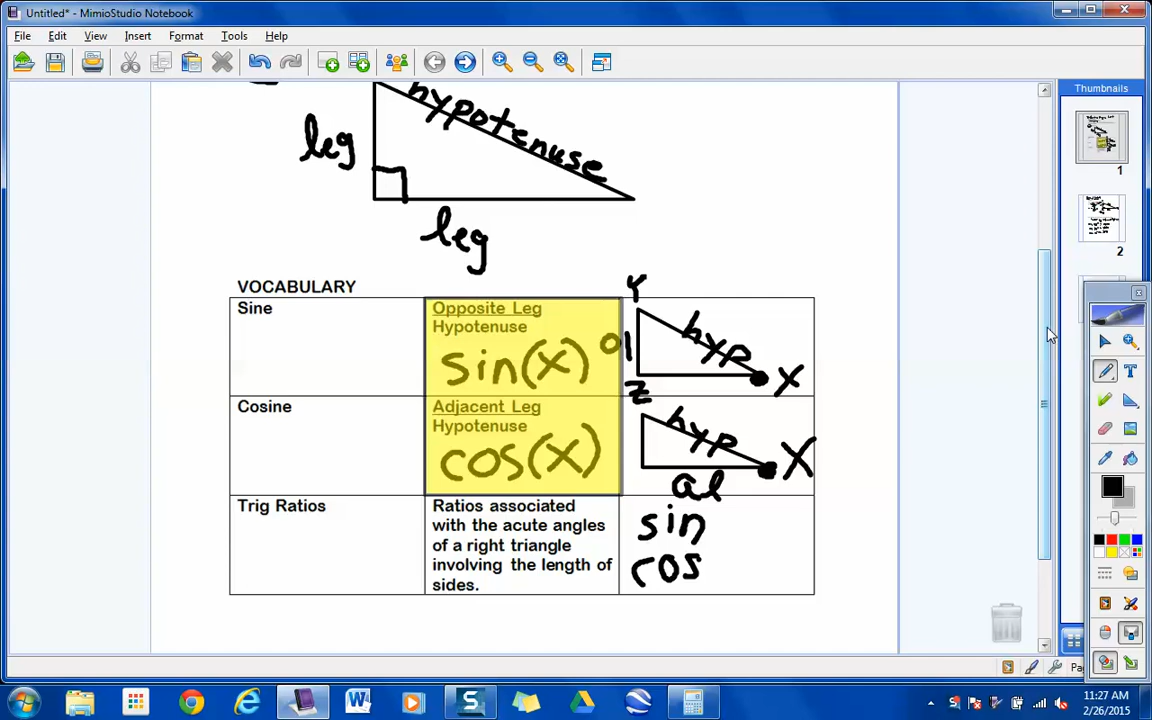 Untitled* - MimioStudio Notebook
File Edit View Insert Format Tools Help
Thumbnails
hypotenuse
leg
leg
1
2
VOCABULARY
Sine
Opposite Leg
Hypotenuse
sin(x)
Y
ol
hyp
X
Z
Cosine
Adjacent Leg
Hypotenuse
cos(x)
hyp
X
al
Trig Ratios
Ratios associated
with the acute angles
of a right triangle
involving the length of
sides.
sin
cos
11:27 AM
2/26/2015